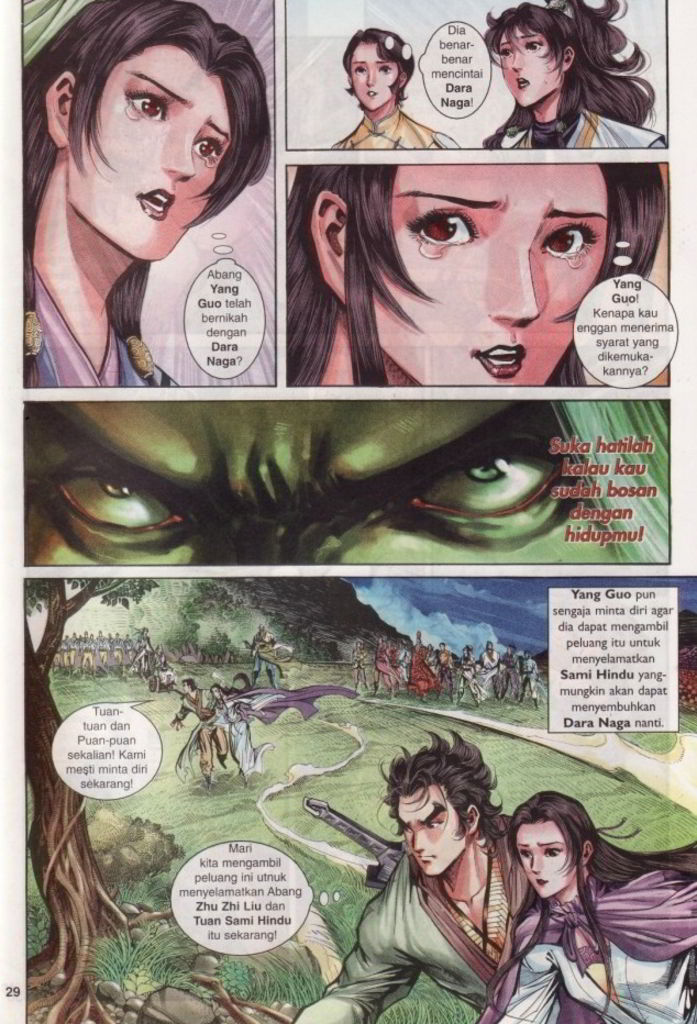 Abang
Yang
Guo telah
bernikah
dengan
Dara
Naga?
Dia
benar-
benar
mencintai
Dara
Naga!
Yang
Guo!
Kenapa kau
enggan menerima
syarat yang
dikemuka-
kannya?
Suka hatilah
kalau kau
sudah bosan
dengan
hidupmu!
Yang Guo pun
sengaja minta diri agar
dia dapat mengambil
peluang itu untuk
menyelamatkan
Sami Hindu yang-
mungkin akan dapat
menyembuhkan
Dara Naga nanti.
Tuan-
tuan dan
Puan-puan
sekalian! Kami
mesti minta diri
sekarang!
Mari
kita mengambil
peluang ini utnuk
menyelamatkan Abang
Zhu Zhi Liu dan
Tuan Sami Hindu
itu sekarang!
29